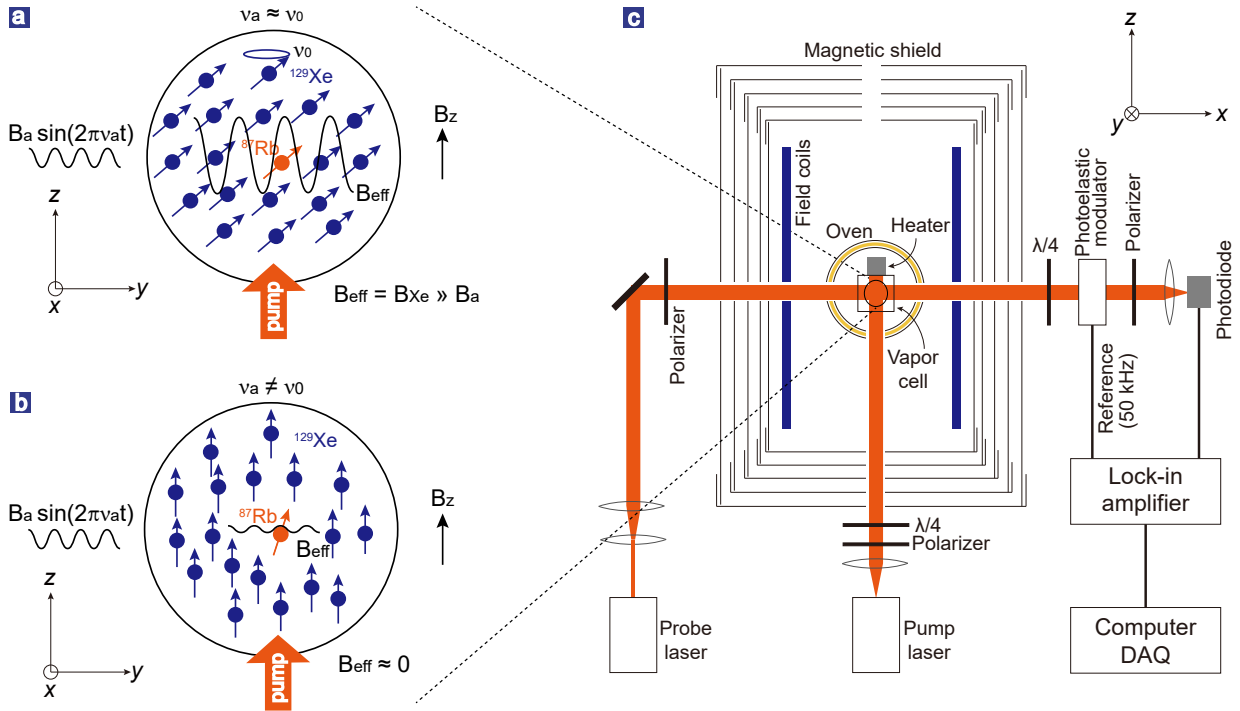 a
νa ≈ ν0
ν0
129Xe
Ba sin(2πνat)
87Rb
Bz
Beff
z
y
x
pump
Beff = BXe » Ba
b
νa ≠ ν0
129Xe
Ba sin(2πνat)
87Rb
Bz
Beff
z
y
x
pump
Beff ≈ 0
c
z
y
x
Magnetic shield
Field coils
Oven
Heater
Vapor
cell
Polarizer
λ/4
Photoelastic
modulator
Polarizer
Photodiode
Reference
(50 kHz)
λ/4
Polarizer
Lock-in
amplifier
Probe
laser
Pump
laser
Computer
DAQ